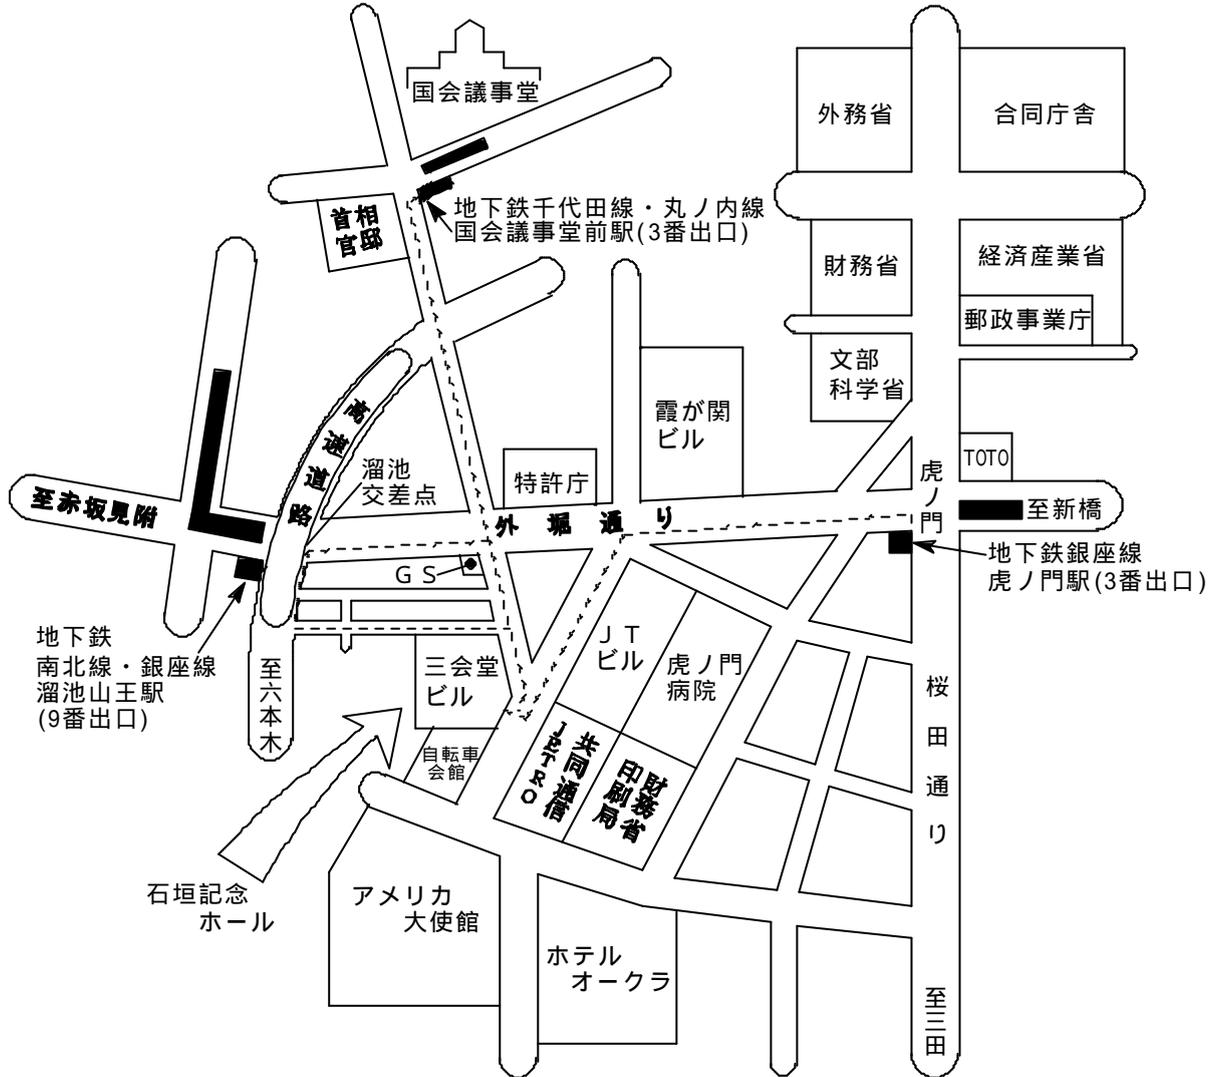 国会議事堂
外務省
合同庁舎
首相
官邸
地下鉄千代田線・丸ノ内線
国会議事堂前駅(3番出口)
財務省
経済産業省
郵政事業庁
文部
科学省
高速道路
霞が関
ビル
溜池
交差点
特許庁
虎ノ門
TOTO
至赤坂見附
外堀通り
至新橋
GS
地下鉄銀座線
虎ノ門駅(3番出口)
地下鉄
南北線・銀座線
溜池山王駅
(9番出口)
至六本木
三会堂
ビル
JT
ビル
虎ノ門
病院
桜田通り
自転車
会館
共同通信
JETRO
財務省
印刷局
石垣記念
ホール
アメリカ
大使館
ホテル
オークラ
至三田